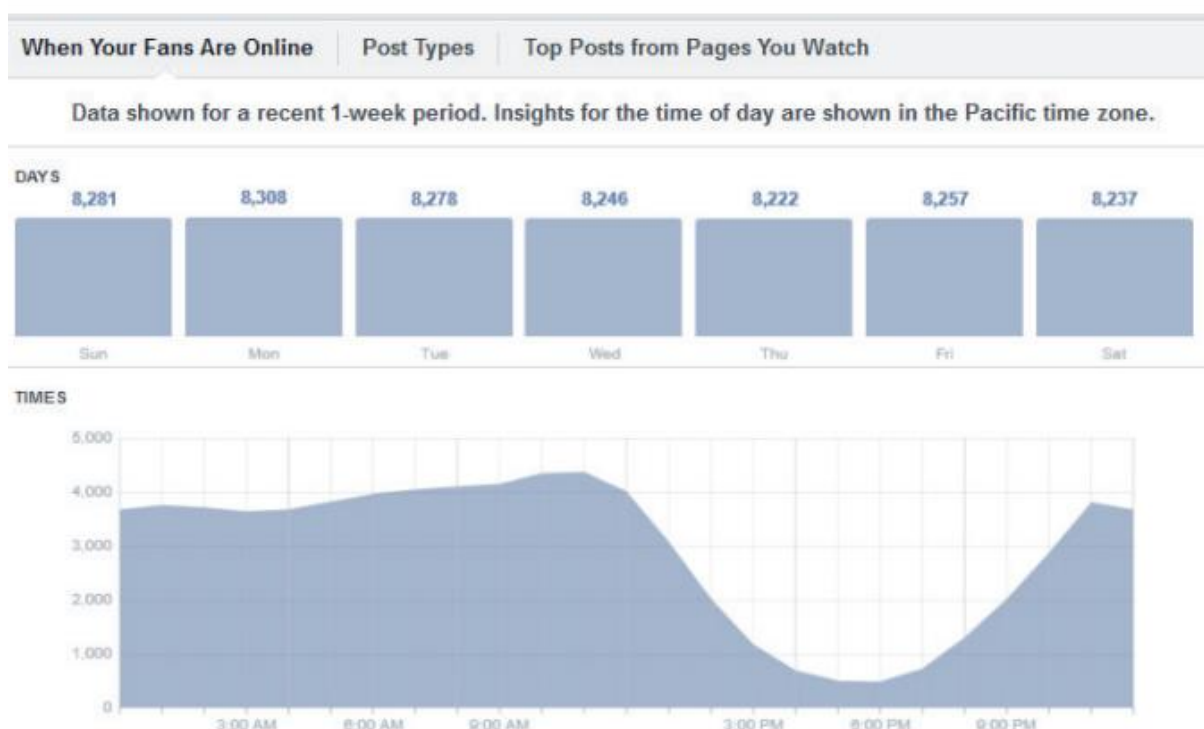 When Your Fans Are Online Post Types Top Posts from Pages You Watch
Data shown for a recent 1-week period. Insights for the time of day are shown in the Pacific time zone.
DAYS
8,281 8,308 8,278 8,246 8,222 8,257 8,237
Sun Mon Tue Wed Thu Fri Sat
TIMES
5,000
4,000
3,000
2,000
1,000
0
3:00 AM 6:00 AM 9:00 AM 3:00 PM 6:00 PM 9:00 PM